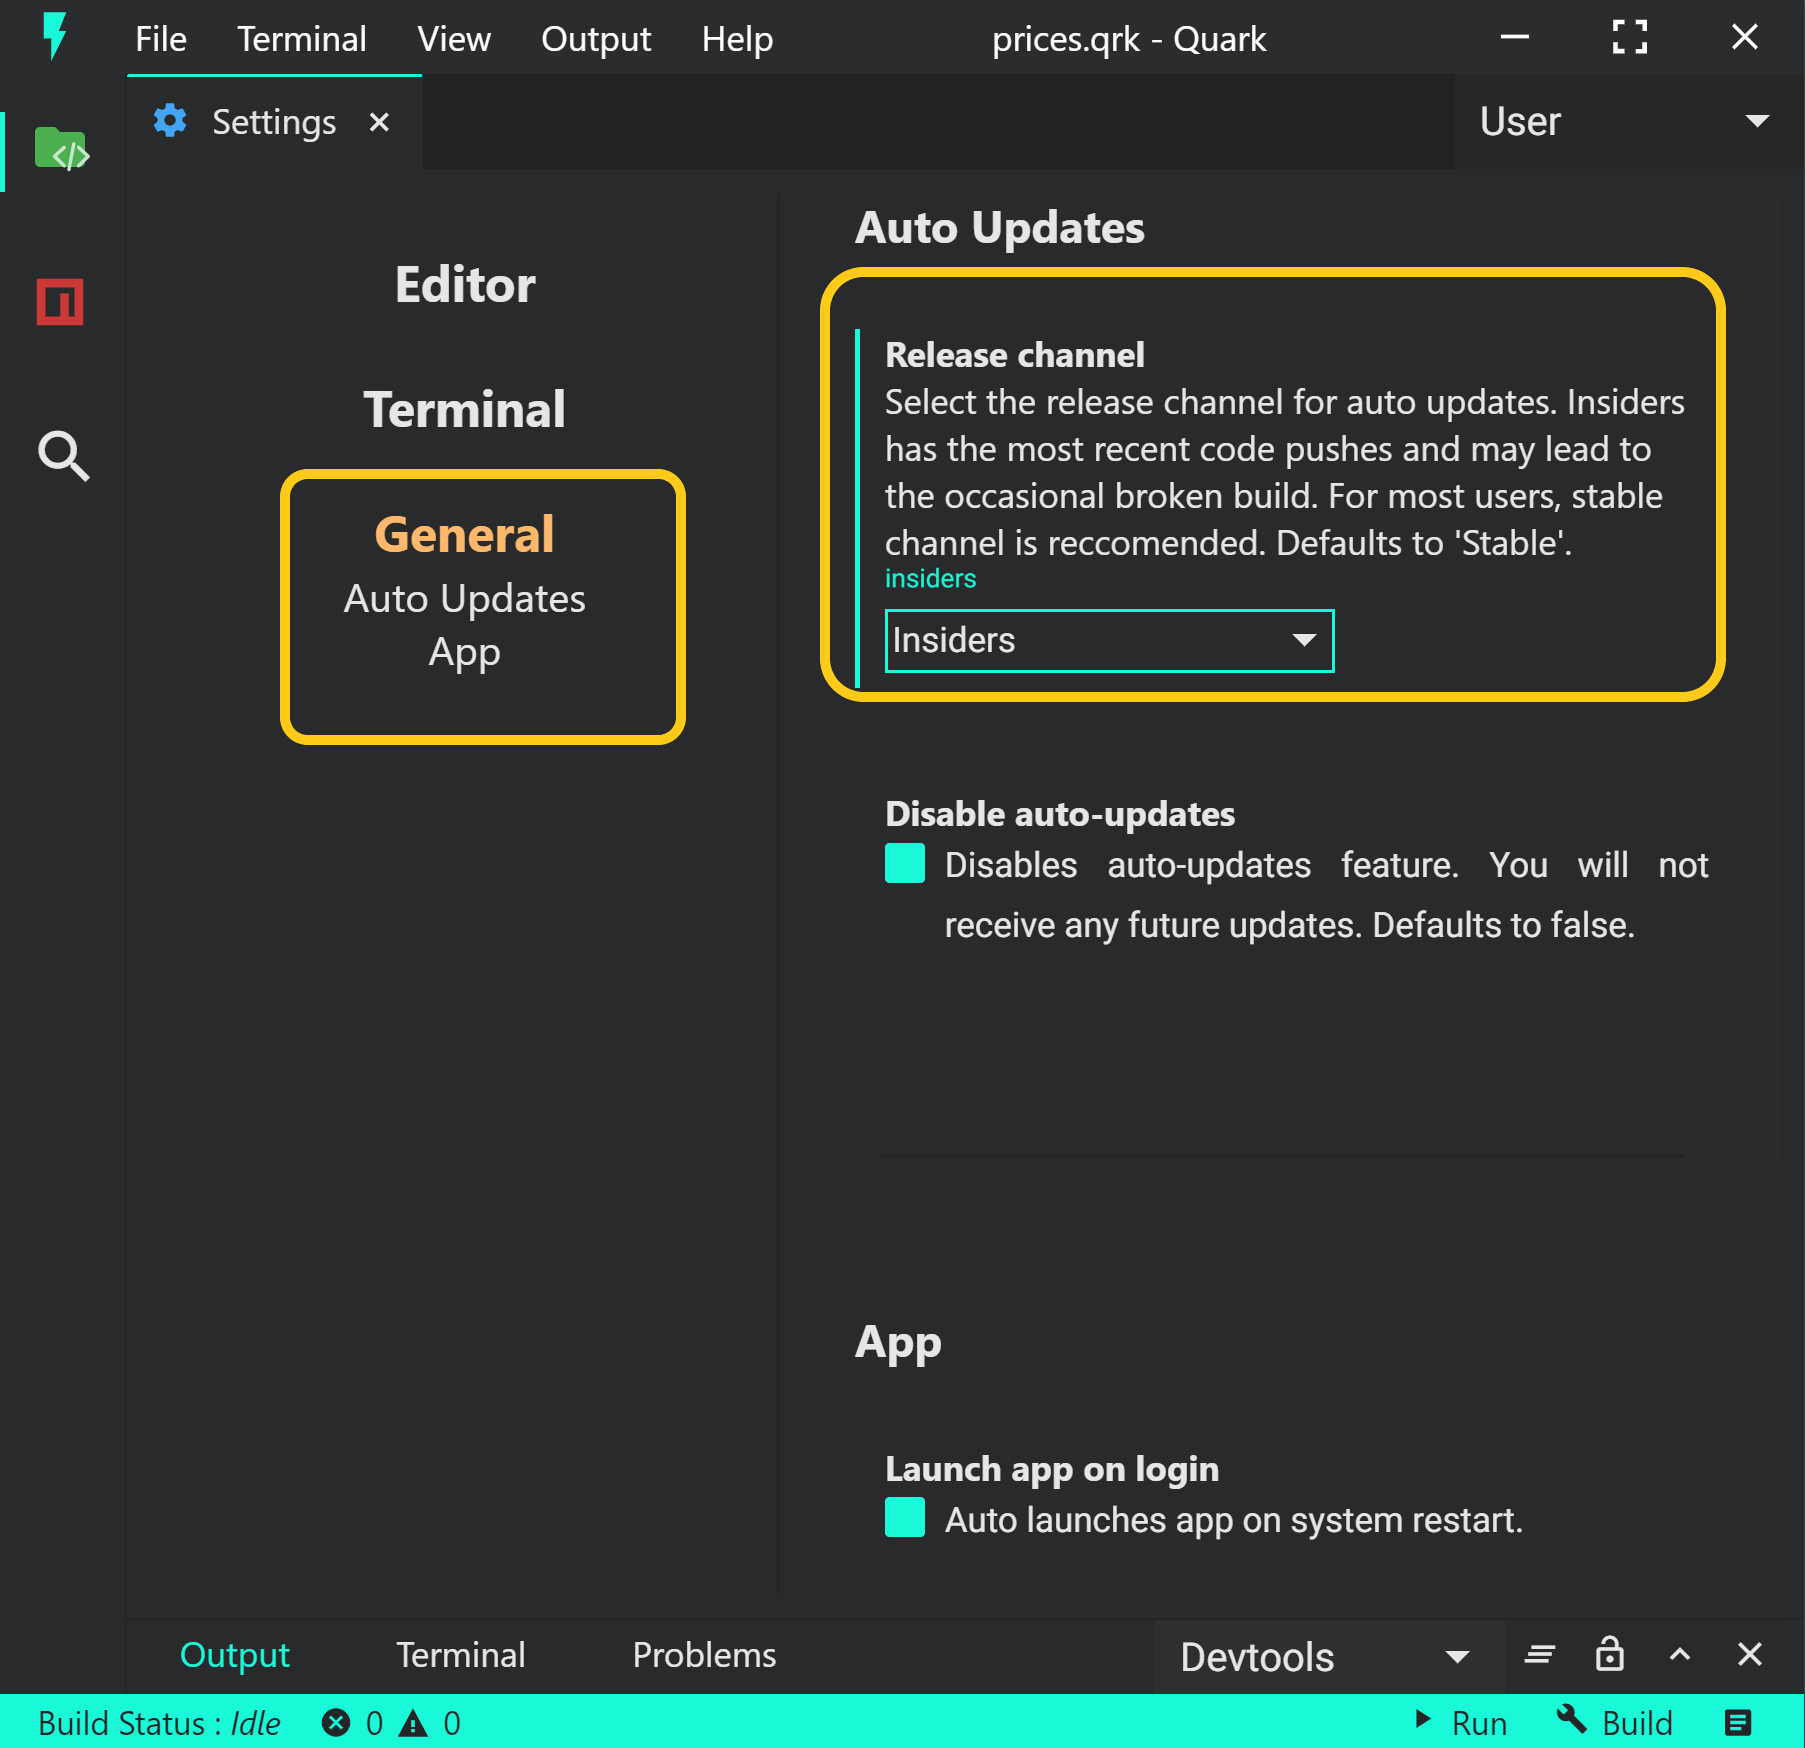 File Terminal View Output Help prices.qrk - Quark
Settings
User
Editor
Terminal
General
Auto Updates
App
Auto Updates
Release channel
Select the release channel for auto updates. Insiders
has the most recent code pushes and may lead to
the occasional broken build. For most users, stable
channel is reccomended. Defaults to 'Stable'.
insiders
Insiders
Disable auto-updates
Disables auto-updates feature. You will not
receive any future updates. Defaults to false.
App
Launch app on login
Auto launches app on system restart.
Output Terminal Problems Devtools
Build Status : Idle 0 0 Run Build